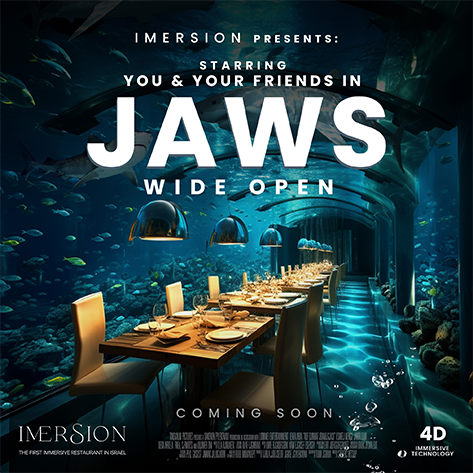 IMERSION PRESENTS:
STARRING
YOU & YOUR FRIENDS IN
JAWS
WIDE OPEN
COMING SOON...
IMERSION
THE FIRST IMMERSIVE RESTAURANT IN ISRAEL
4D
IMMERSIVE
TECHNOLOGY